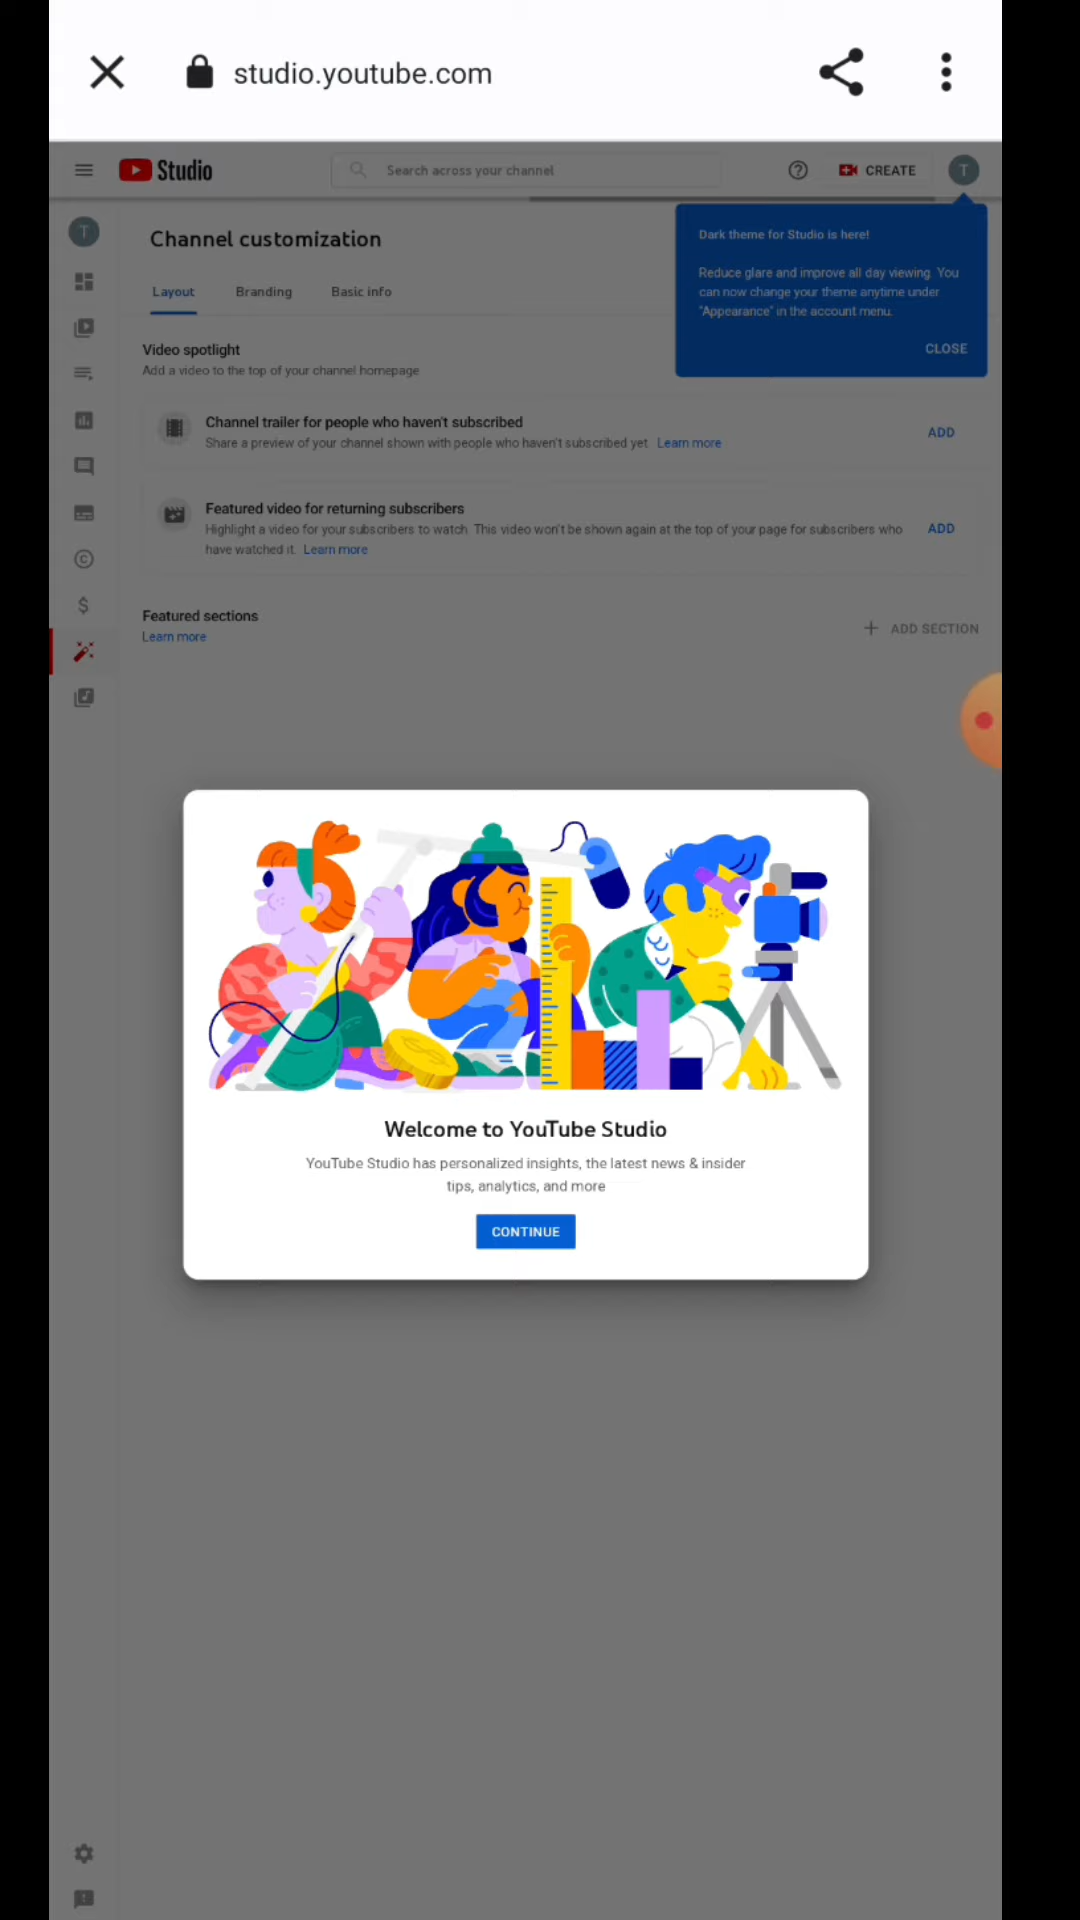 studio.youtube.com
Studio
Search across your channel
CREATE
T
T
Channel customization
Dark theme for Studio is here!
Reduce glare and improve all day viewing. You
can now change your theme anytime under
"Appearance" in the account menu.
CLOSE
Layout Branding Basic info
Video spotlight
Add a video to the top of your channel homepage
Channel trailer for people who haven't subscribed
Share a preview of your channel shown with people who haven't subscribed yet. Learn more
ADD
Featured video for returning subscribers
Highlight a video for your subscribers to watch. This video won't be shown again at the top of your page for subscribers who
have watched it. Learn more
ADD
Featured sections
Learn more
ADD SECTION
Welcome to YouTube Studio
YouTube Studio has personalized insights, the latest news & insider
tips, analytics, and more
CONTINUE